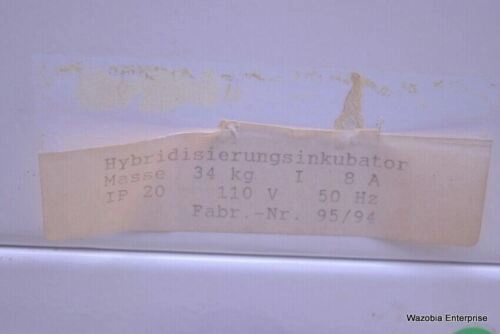 Hybridisierungsinkubator
Masse 34 kg I 8 A
IP 20 110 V 50 Hz
Fabr.-Nr. 95/94
Wazobia Enterprise